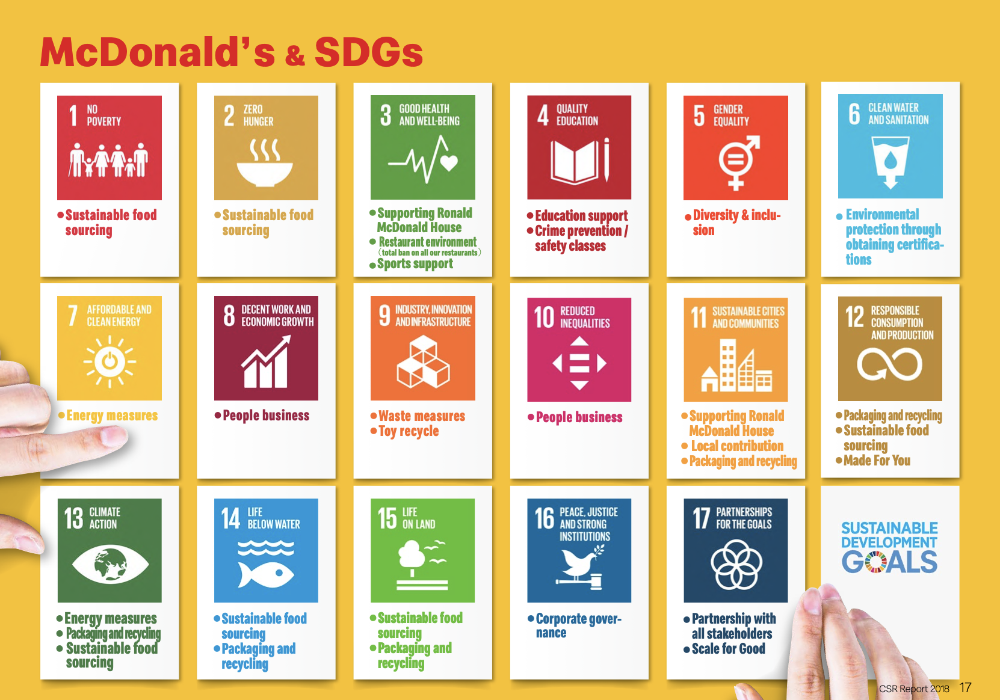 McDonald's & SDGs
1 NO
POVERTY
●Sustainable food
sourcing
2 ZERO
HUNGER
●Sustainable food
sourcing
3 GOOD HEALTH
AND WELL-BEING
●Supporting Ronald
McDonald House
● Restaurant environment
（total ban on all our restaurants）
●Sports support
4 QUALITY
EDUCATION
●Education support
●Crime prevention /
safety classes
5 GENDER
EQUALITY
●Diversity & inclu-
sion
6 CLEAN WATER
AND SANITATION
● Environmental
protection through
obtaining certifica-
tions
7 AFFORDABLE AND
CLEAN ENERGY
●Energy measures
8 DECENT WORK AND
ECONOMIC GROWTH
●People business
9 INDUSTRY, INNOVATION
AND INFRASTRUCTURE
●Waste measures
●Toy recycle
10 REDUCED
INEQUALITIES
●People business
11 SUSTAINABLE CITIES
AND COMMUNITIES
●Supporting Ronald
McDonald House
● Local contribution
●Packaging and recycling
12 RESPONSIBLE
CONSUMPTION
AND PRODUCTION
●Packaging and recycling
●Sustainable food
sourcing
●Made For You
13 CLIMATE
ACTION
●Energy measures
● Packaging and recycling
● Sustainable food
sourcing
14 LIFE
BELOW WATER
●Sustainable food
sourcing
●Packaging and
recycling
15 LIFE
ON LAND
●Sustainable food
sourcing
●Packaging and
recycling
16 PEACE, JUSTICE
AND STRONG
INSTITUTIONS
●Corporate gover-
nance
17 PARTNERSHIPS
FOR THE GOALS
●Partnership with
all stakeholders
●Scale for Good
SUSTAINABLE
DEVELOPMENT
GOALS
CSR Report 2018 17